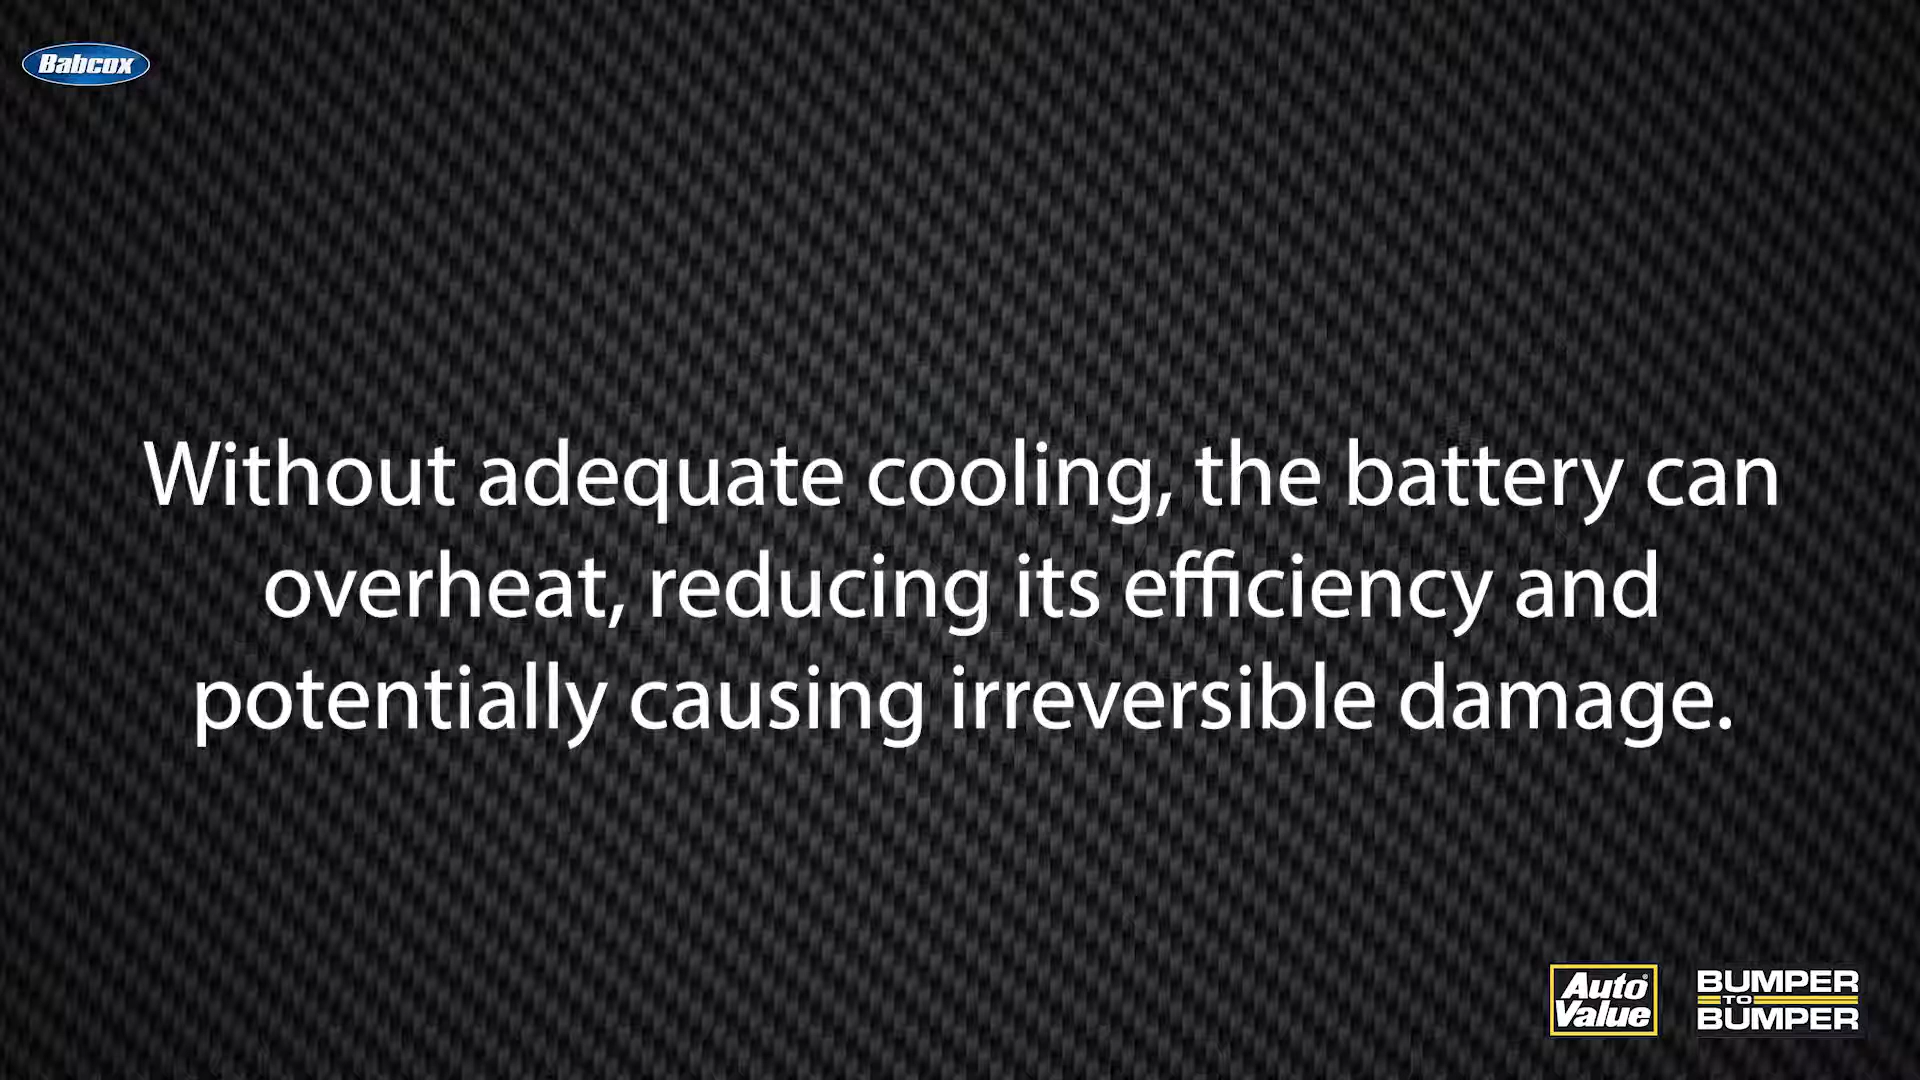 Babcox
Without adequate cooling, the battery can
overheat, reducing its efficiency and
potentially causing irreversible damage.
Auto
Value
BUMPER
TO
BUMPER